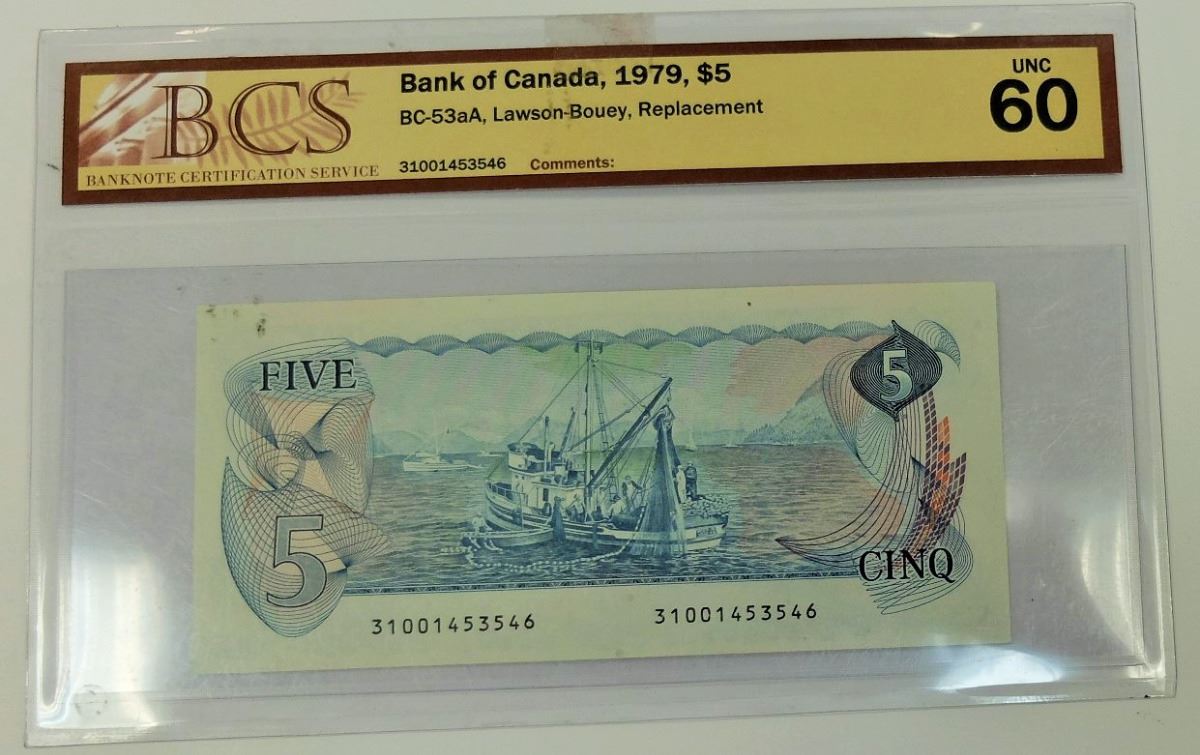 BCS
BANKNOTE CERTIFICATION SERVICE
Bank of Canada, 1979, $5
BC-53aA, Lawson-Bouey, Replacement
31001453546 Comments:
UNC
60
FIVE
5
5
CINQ
31001453546 31001453546